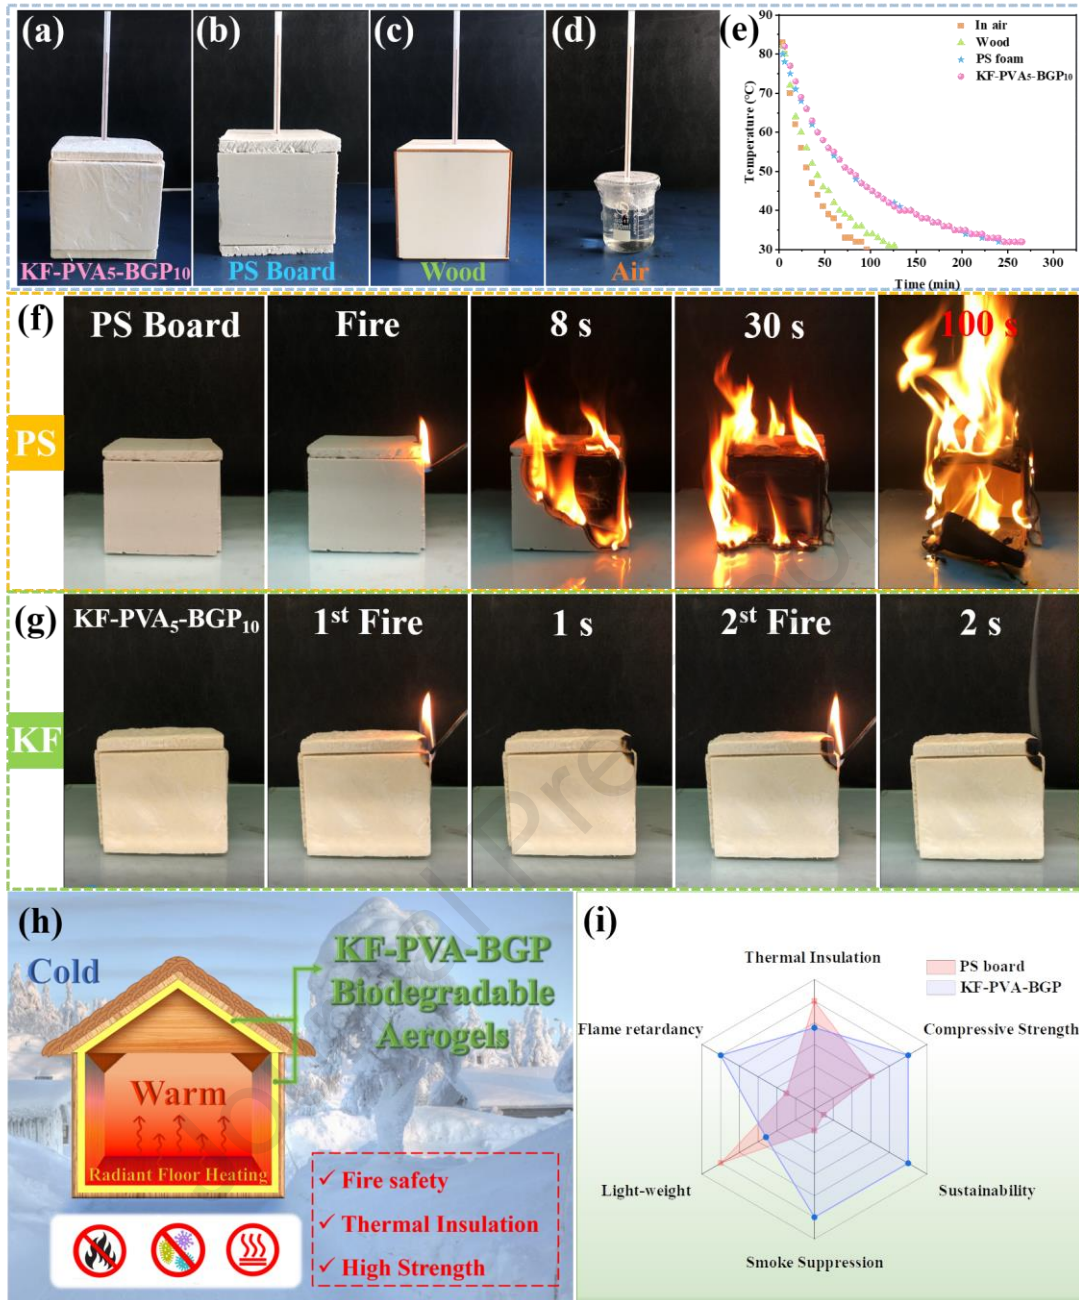 (a)
KF-PVA₅-BGP₁₀
(b)
PS Board
(c)
Wood
(d)
Air
(e)
90
80
70
60
50
40
30
Temperature (°C)
0
50
100
150
200
250
300
Time (min)
In air
Wood
PS foam
KF-PVA₅-BGP₁₀
(f)
PS
PS Board
Fire
8 s
30 s
100 s
(g)
KF
KF-PVA₅-BGP₁₀
1ˢᵗ Fire
1 s
2ˢᵗ Fire
2 s
(h)
Cold
KF-PVA-BGP
Biodegradable
Aerogels
Warm
Radiant Floor Heating
✓ Fire safety
✓ Thermal Insulation
✓ High Strength
(i)
PS board
KF-PVA-BGP
Thermal Insulation
Compressive Strength
Sustainability
Smoke Suppression
Light-weight
Flame retardancy